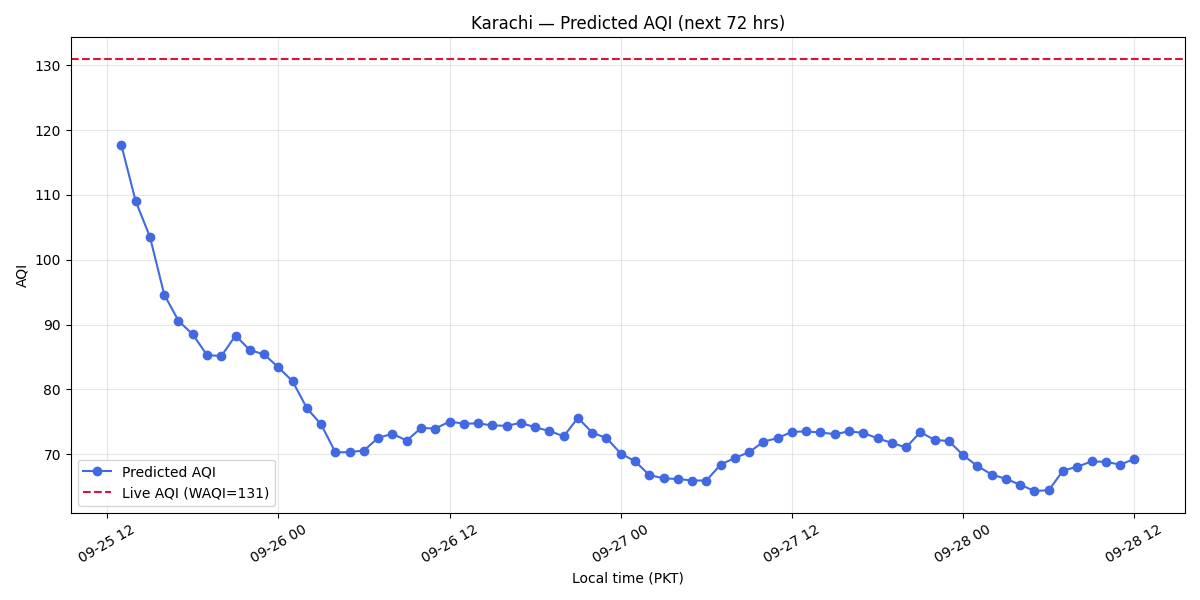 Karachi — Predicted AQI (next 72 hrs)
130
120
110
100
90
80
70
AQI
Predicted AQI
Live AQI (WAQI=131)
09-25 12
09-26 00
09-26 12
09-27 00
09-27 12
09-28 00
09-28 12
Local time (PKT)